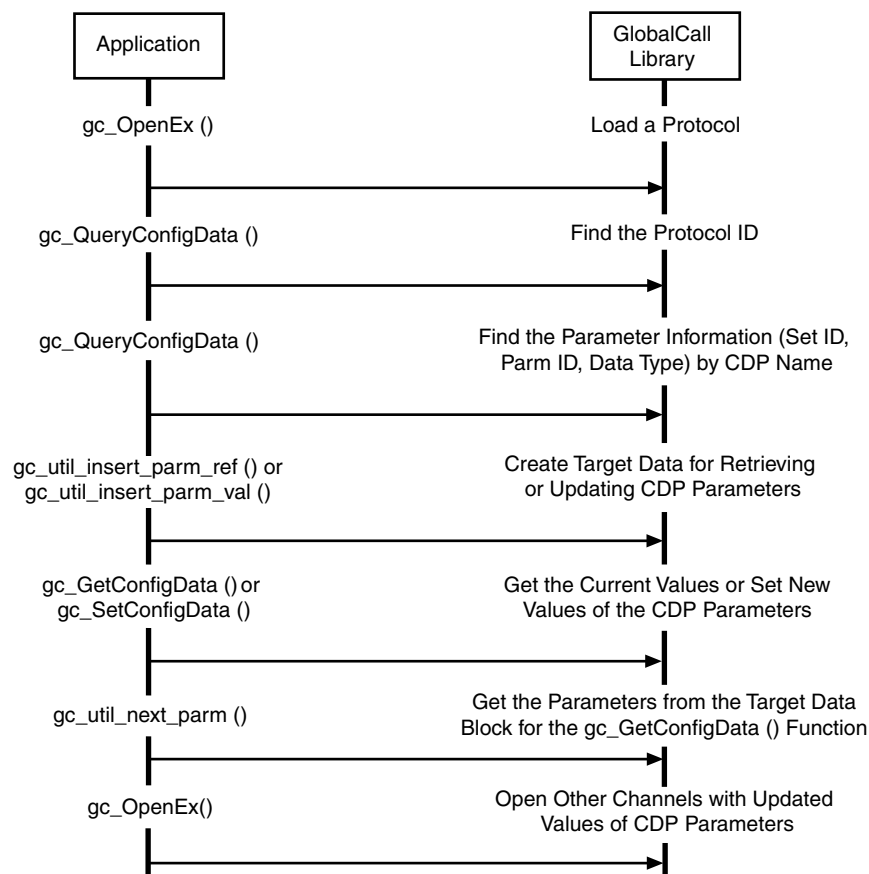 Application
GlobalCall
Library
gc_OpenEx ()
Load a Protocol
gc_QueryConfigData ()
Find the Protocol ID
gc_QueryConfigData ()
Find the Parameter Information (Set ID,
Parm ID, Data Type) by CDP Name
gc_util_insert_parm_ref () or
gc_util_insert_parm_val ()
Create Target Data for Retrieving
or Updating CDP Parameters
gc_GetConfigData () or
gc_SetConfigData ()
Get the Current Values or Set New
Values of the CDP Parameters
gc_util_next_parm ()
Get the Parameters from the Target Data
Block for the gc_GetConfigData () Function
gc_OpenEx()
Open Other Channels with Updated
Values of CDP Parameters